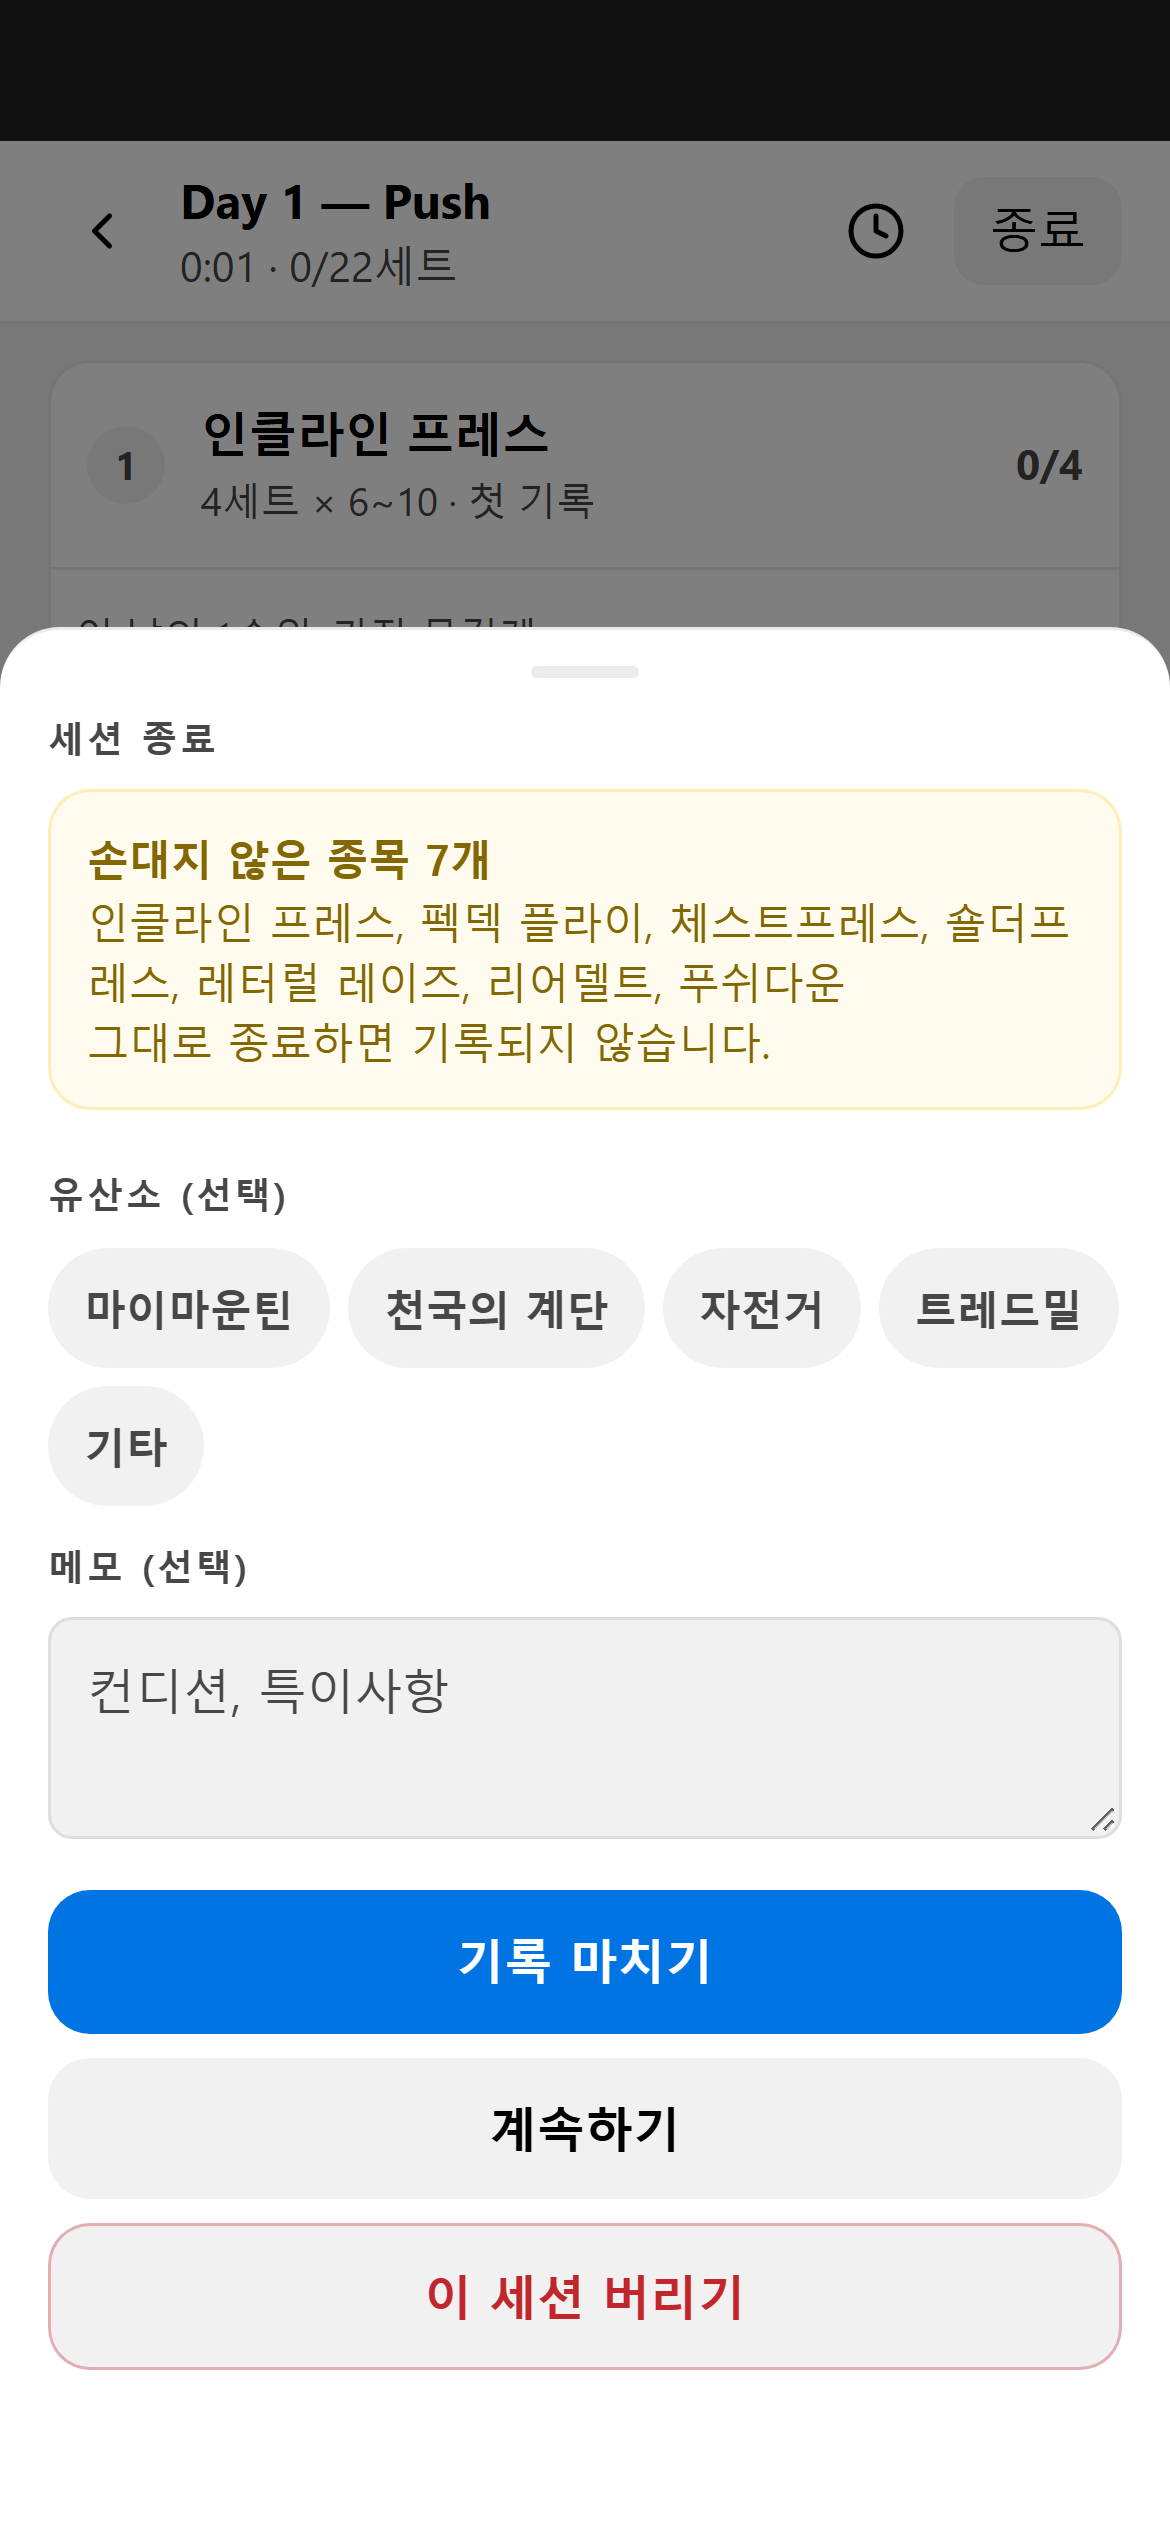 Day 1 — Push
0:01 · 0/22세트
종료
1
인클라인 프레스
4세트 × 6~10 · 첫 기록
0/4
세션 종료
손대지 않은 종목 7개
인클라인 프레스, 펙덱 플라이, 체스트프레스, 숄더프
레스, 레터럴 레이즈, 리어델트, 푸쉬다운
그대로 종료하면 기록되지 않습니다.
유산소 (선택)
마이마운틴
천국의 계단
자전거
트레드밀
기타
메모 (선택)
컨디션, 특이사항
기록 마치기
계속하기
이 세션 버리기